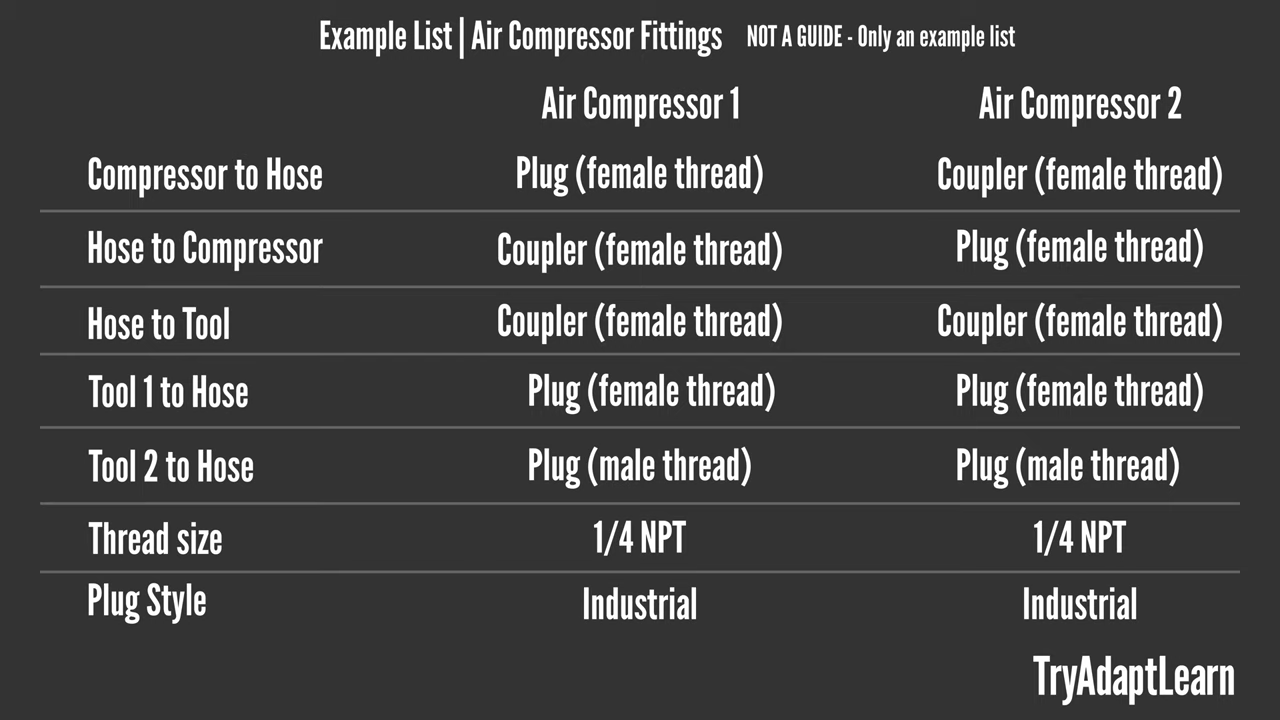 Example List | Air Compressor Fittings NOT A GUIDE - Only an example list
Air Compressor 1 Air Compressor 2
Compressor to Hose Plug (female thread) Coupler (female thread)
Hose to Compressor Coupler (female thread) Plug (female thread)
Hose to Tool Coupler (female thread) Coupler (female thread)
Tool 1 to Hose Plug (female thread) Plug (female thread)
Tool 2 to Hose Plug (male thread) Plug (male thread)
Thread size 1/4 NPT 1/4 NPT
Plug Style Industrial Industrial
TryAdaptLearn